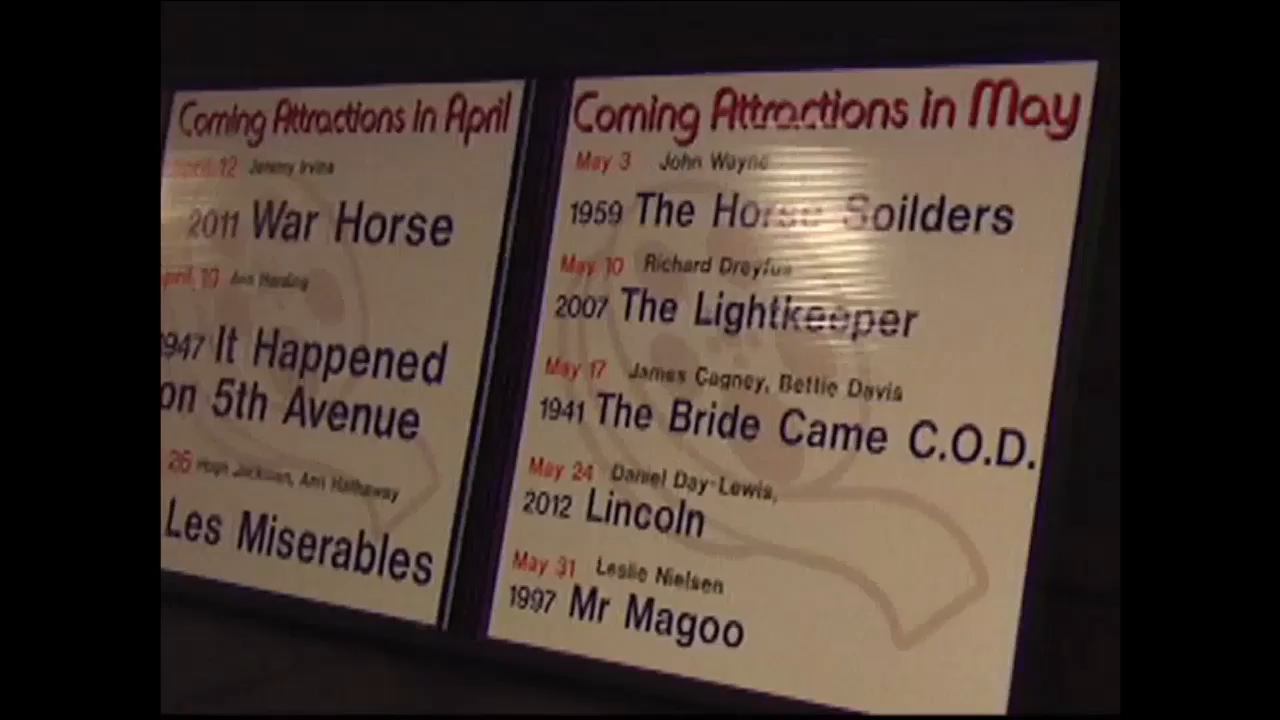 Coming Attractions in April
April 12 Jeremy Irvine
2011 War Horse
April 19 Ann Harding
1947 It Happened
on 5th Avenue
26 Hugh Jackman, Ann Hathaway
Les Miserables
Coming Attractions in May
May 3 John Wayne
1959 The Horse Soilders
May 10 Richard Dreyfus
2007 The Lightkeeper
May 17 James Cagney, Bettie Davis
1941 The Bride Came C.O.D.
May 24 Daniel Day-Lewis,
2012 Lincoln
May 31 Leslie Nielsen
1997 Mr Magoo